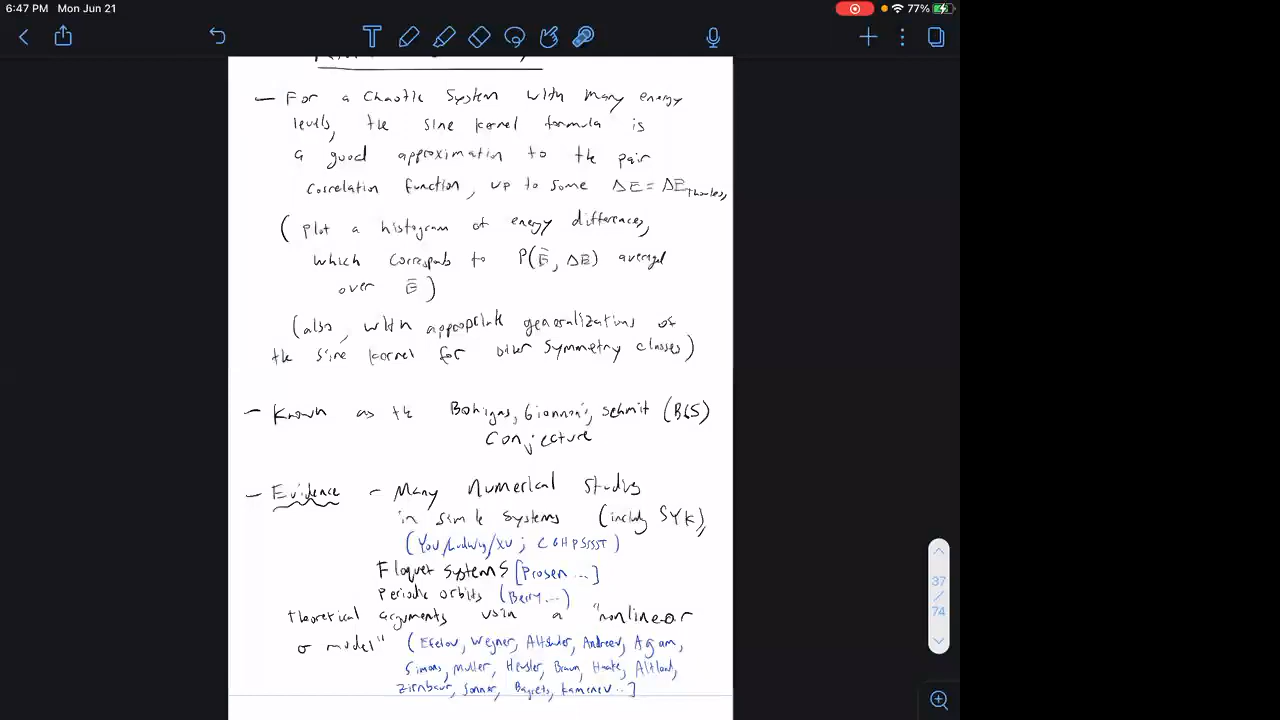 6:47 PM Mon Jun 21
77%
– For a Chaotic System with many energy
levels, the sine kernel formula is
a good approximation to the pair
correlation function, up to some ΔE = ΔE_Thouless,
( plot a histogram of energy differences,
which corresponds to P(Ē, ΔE) averaged
over Ē )
(also, with appropriate generalizations of
the sine kernel for other symmetry classes)
– Known as the Bohigas, Giannoni, Schmit (BGS)
Conjecture
– Evidence – Many Numerical Studies
in simple systems (including SYK),
(You/Ludwig/Xu ; CGHPSSSST)
Floquet systems [Prosen ...]
Periodic orbits (Berry...)
theoretical arguments using a "nonlinear
σ model" ( Efetov, Wegner, Altshuler, Andreev, Agam,
Simons, Muller, Heusler, Braun, Haake, Altland,
Zirnbauer, Sonner, Bagrets, Kamenev ...]
37
/
74